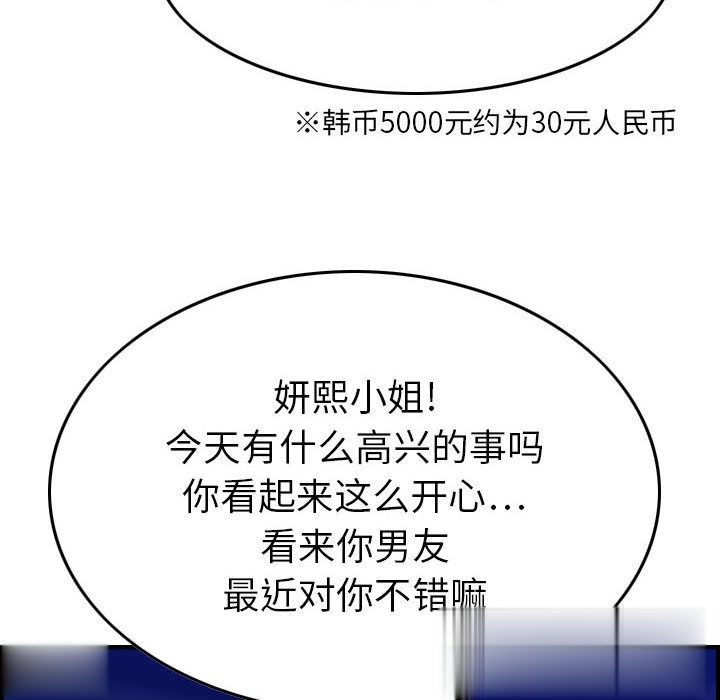 ※韩币5000元约为30元人民币
妍熙小姐!
今天有什么高兴的事吗
你看起来这么开心...
看来你男友
最近对你不错嘛